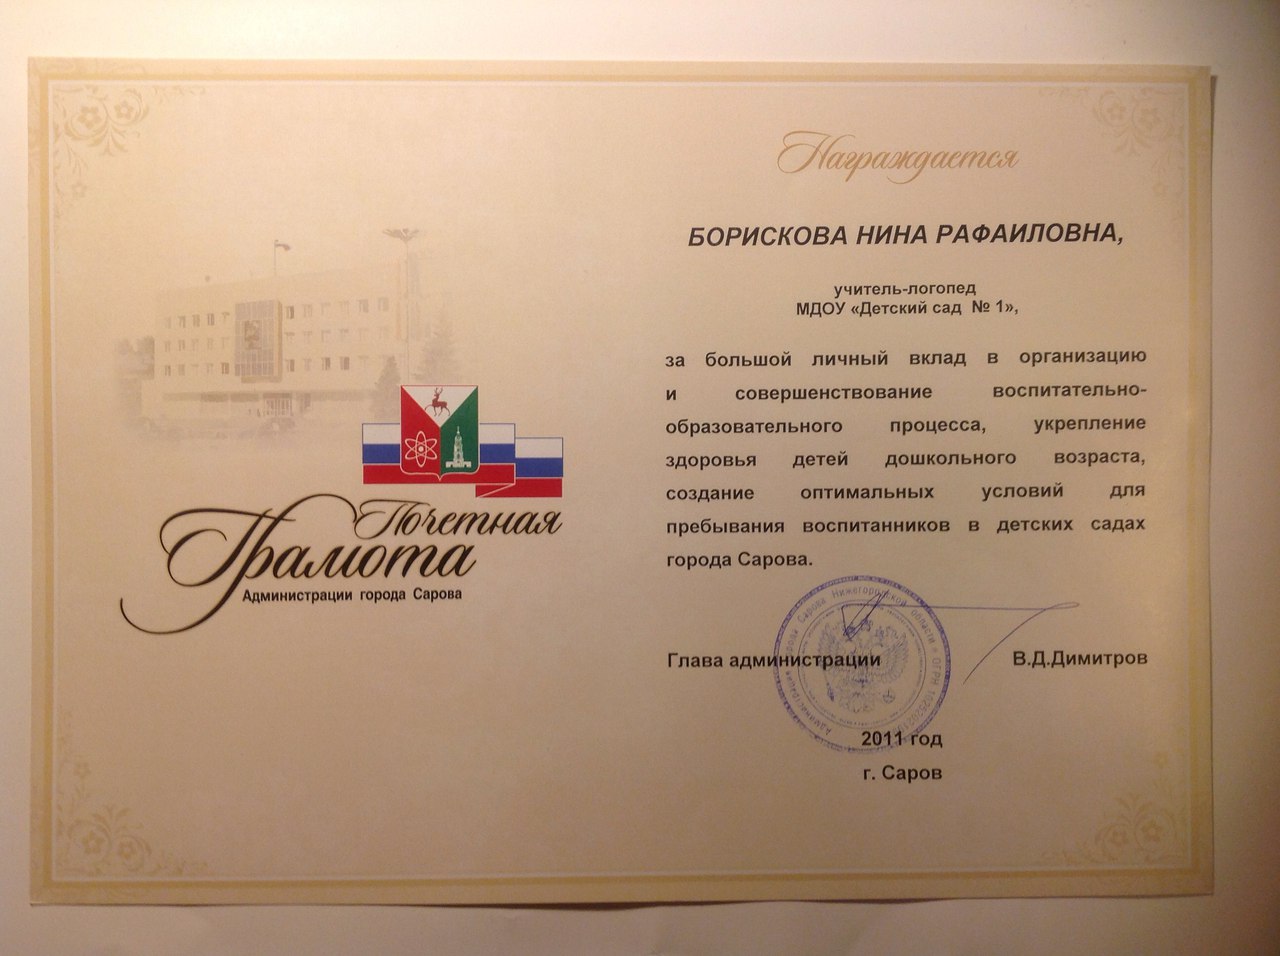 Почетная
Грамота
Администрации города Сарова
Награждается
БОРИСКОВА НИНА РАФАИЛОВНА,
учитель-логопед
МДОУ «Детский сад № 1»,
за большой личный вклад в организацию
и совершенствование воспитательно-
образовательного процесса, укрепление
здоровья детей дошкольного возраста,
создание оптимальных условий для
пребывания воспитанников в детских садах
города Сарова.
Администрация города Сарова Нижегородской области
ОГРН
Глава администрации В.Д.Димитров
2011 год
г. Саров